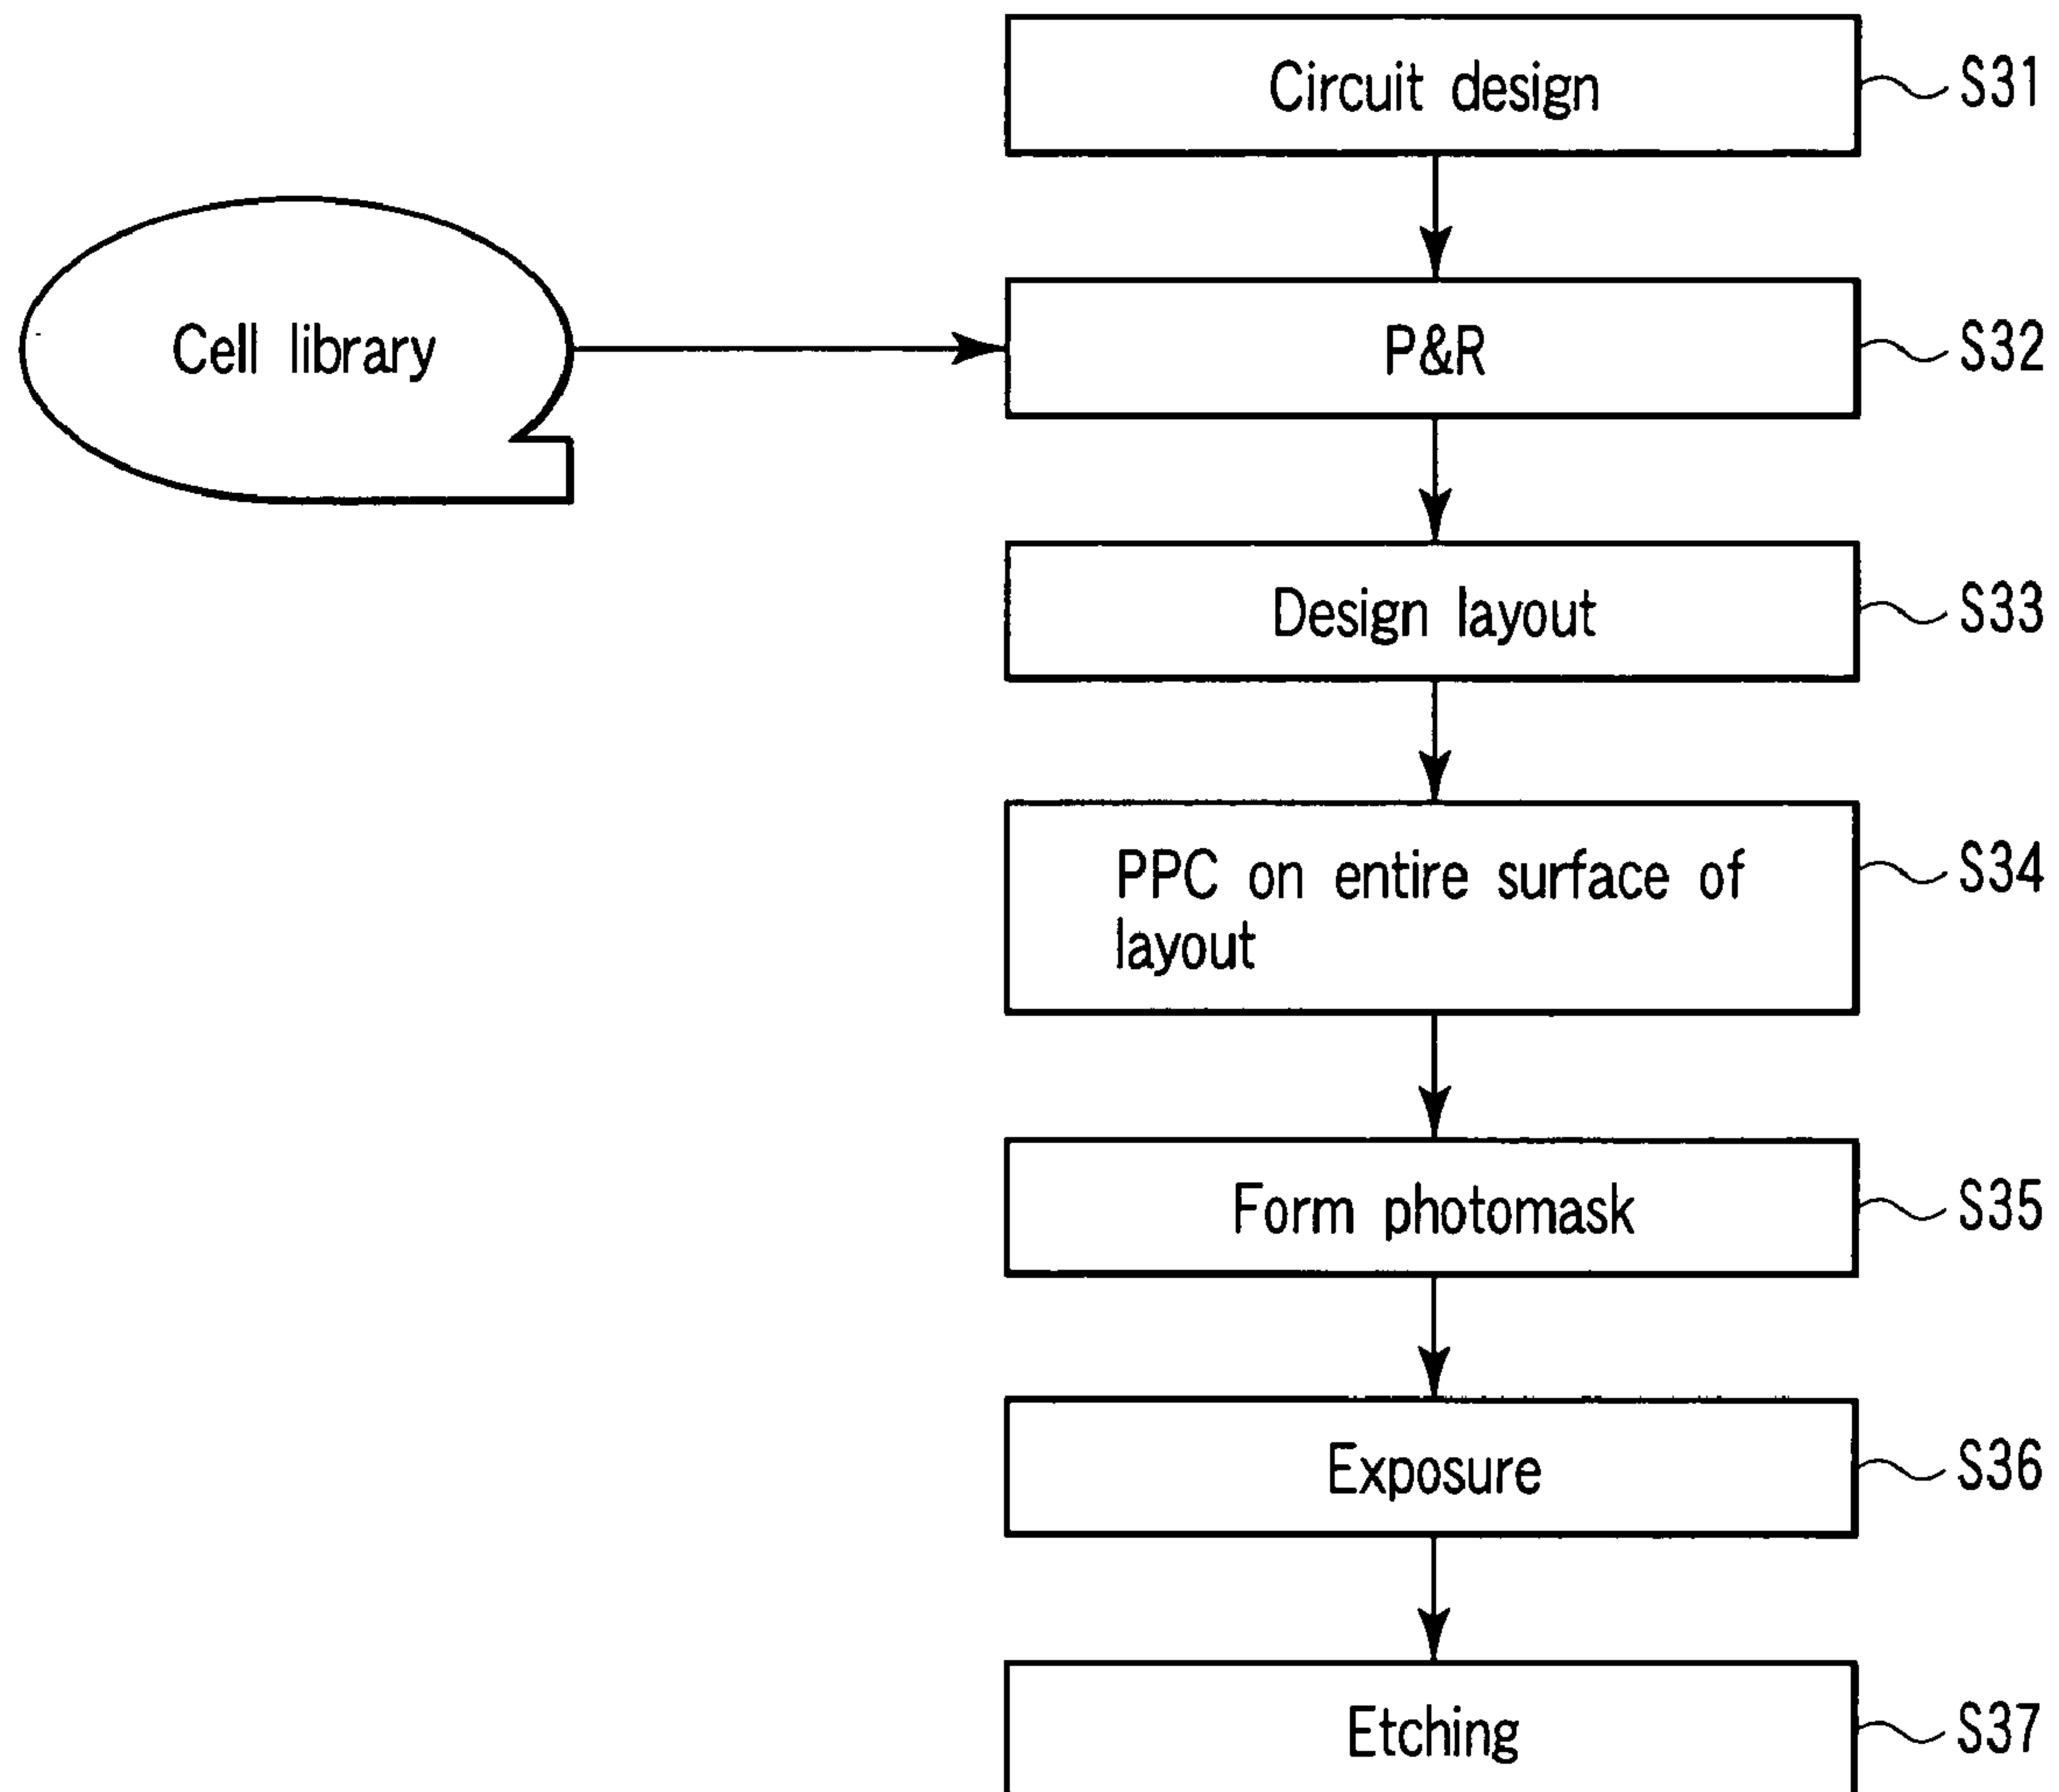 Circuit design
S31
Cell library
P&R
S32
Design layout
S33
PPC on entire surface of
layout
S34
Form photomask
S35
Exposure
S36
Etching
S37